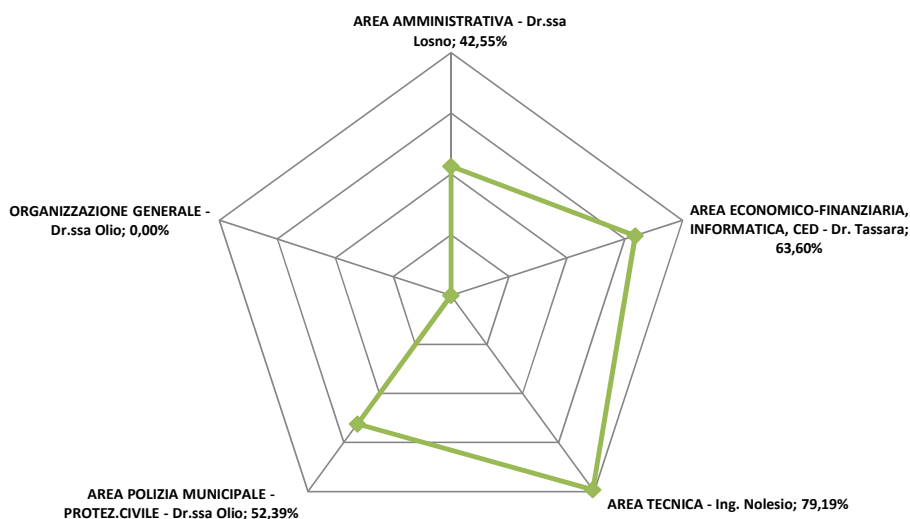 AREA AMMINISTRATIVA - Dr.ssa
Losno; 42,55%
AREA ECONOMICO-FINANZIARIA,
INFORMATICA, CED - Dr. Tassara;
63,60%
AREA TECNICA - Ing. Nolesio; 79,19%
AREA POLIZIA MUNICIPALE -
PROTEZ.CIVILE - Dr.ssa Olio; 52,39%
ORGANIZZAZIONE GENERALE -
Dr.ssa Olio; 0,00%